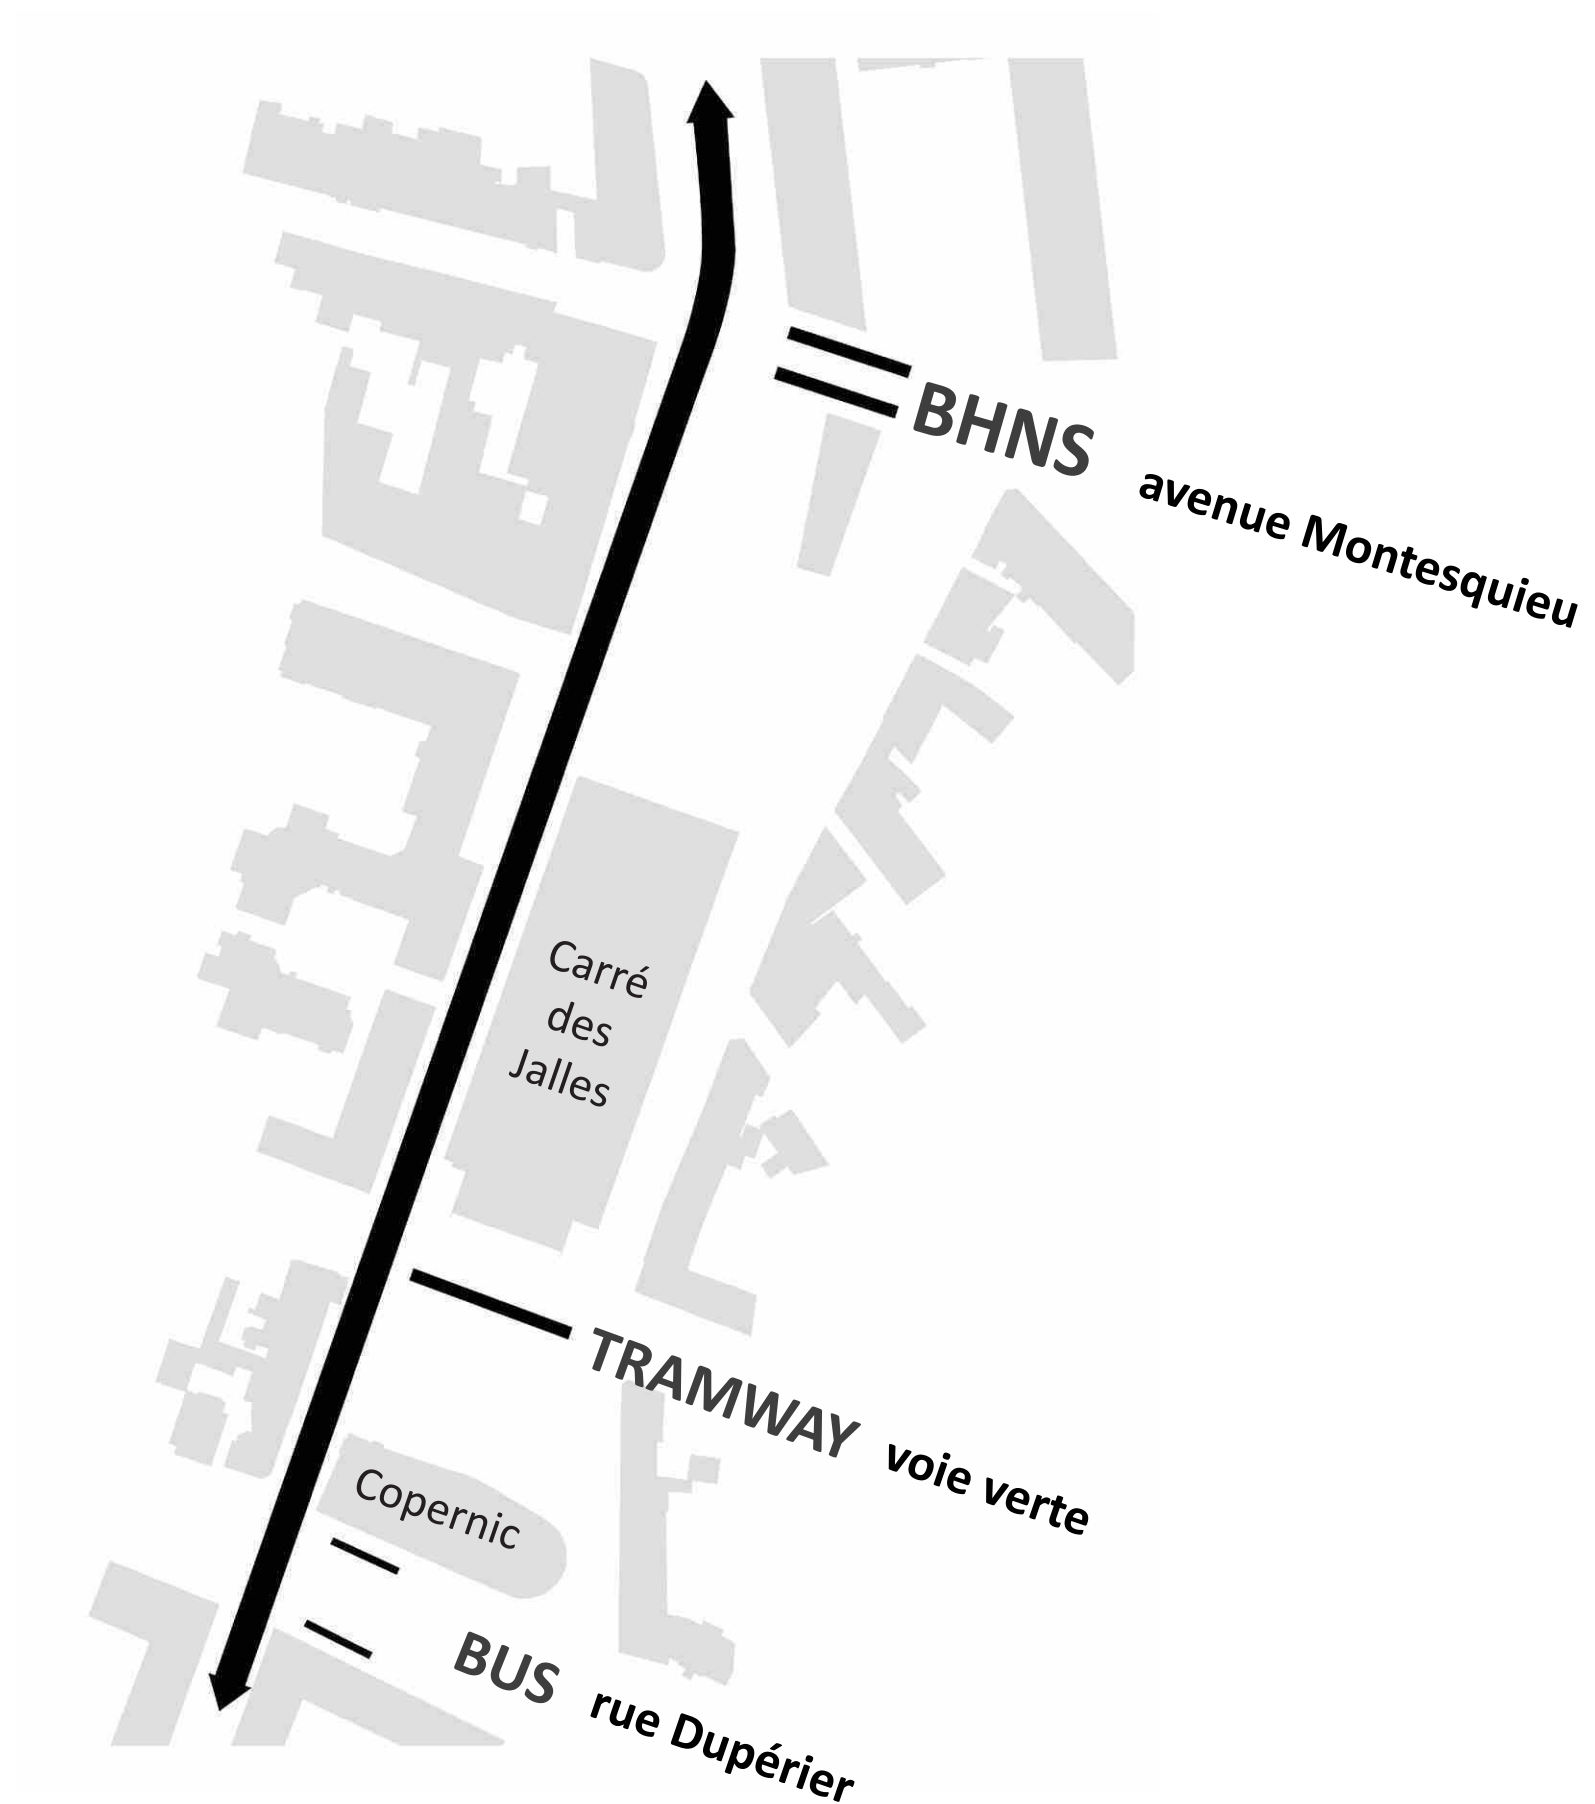 BHNS avenue Montesquieu
Carré
des
Jalles
TRAMWAY voie verte
Copernic
BUS rue Dupérier